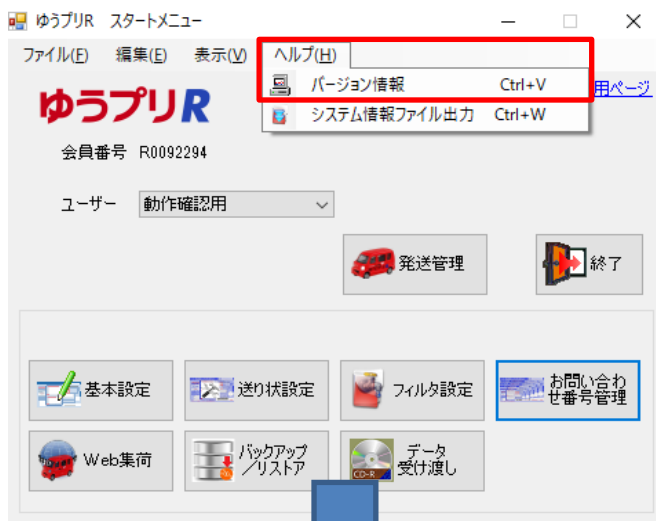 ゆうプリR スタートメニュー
ファイル(F) 編集(E) 表示(V) ヘルプ(H)
バージョン情報 Ctrl+V
用ページ
システム情報ファイル出力 Ctrl+W
ゆうプリR
会員番号 R0092294
ユーザー 動作確認用
発送管理
終了
基本設定
送り状設定
フィルタ設定
お問い合わ
せ番号管理
Web集荷
バックアップ
／リストア
データ
受け渡し
CD-R